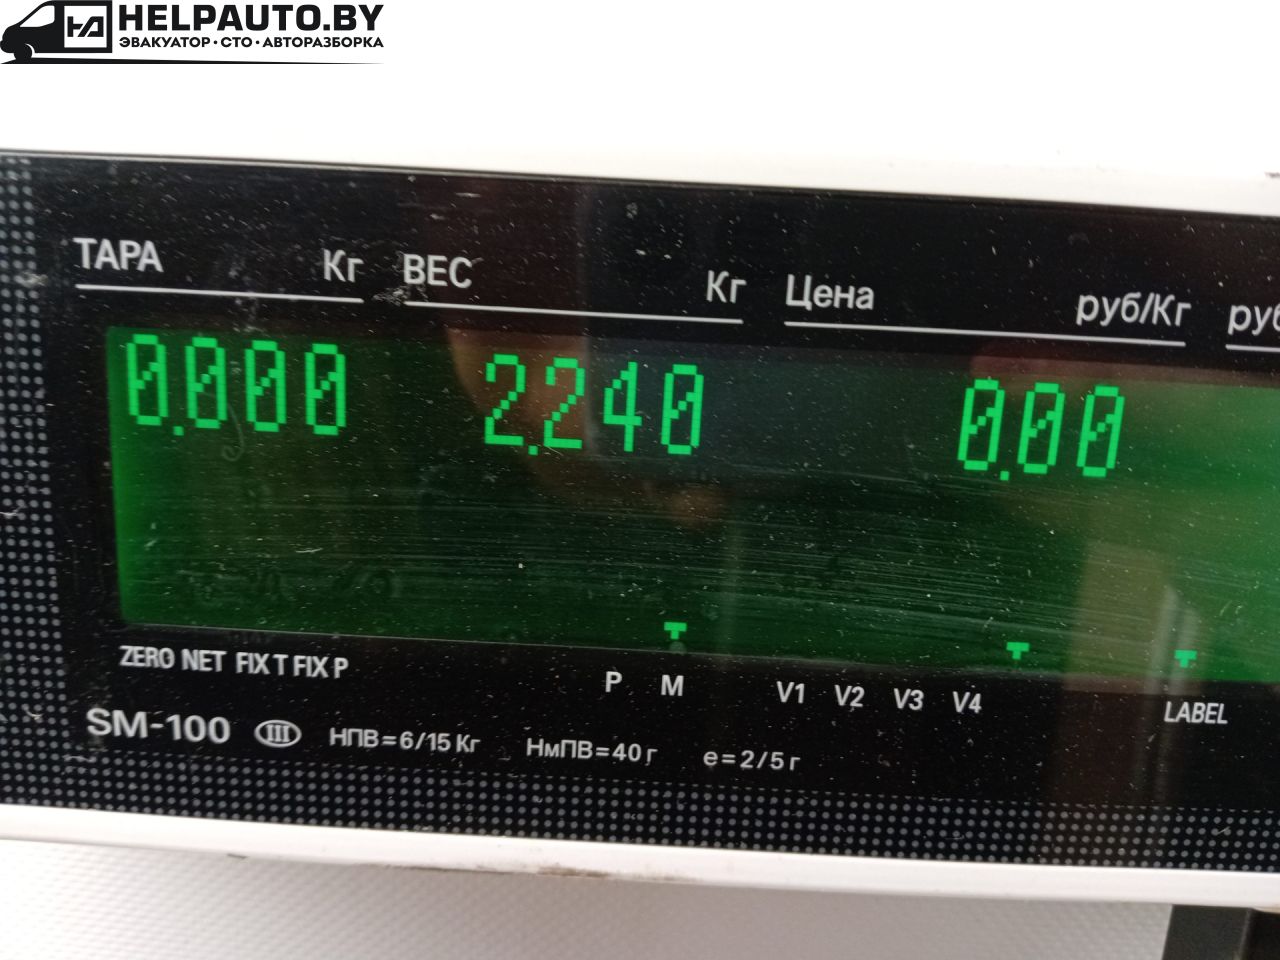 HELPAUTO.BY
ЭВАКУАТОР·СТО·АВТОРАЗБОРКА
ТАРА Кг ВЕС Кг Цена руб/Кг
0.000 2.240 0.00
ZERO NET FIX T FIX P P M V1 V2 V3 V4 LABEL
SM-100 III НПВ=6/15 Кг НмПВ=40 г e=2/5 г